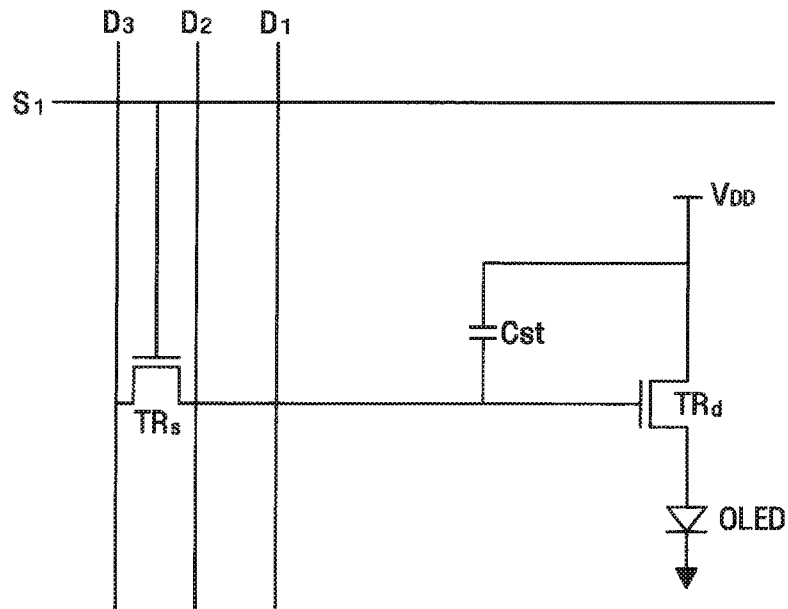 D3 D2 D1
S1
VDD
Cst
TRs
TRd
OLED